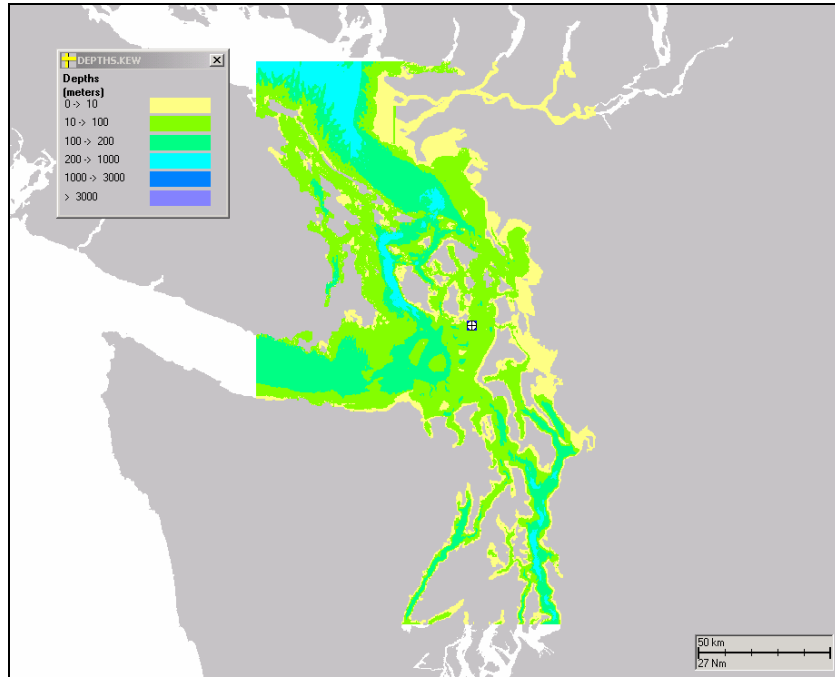 DEPTHS.KEW
Depths
(meters)
0 -> 10
10 -> 100
100 -> 200
200 -> 1000
1000 -> 3000
> 3000
50 km
27 Nm